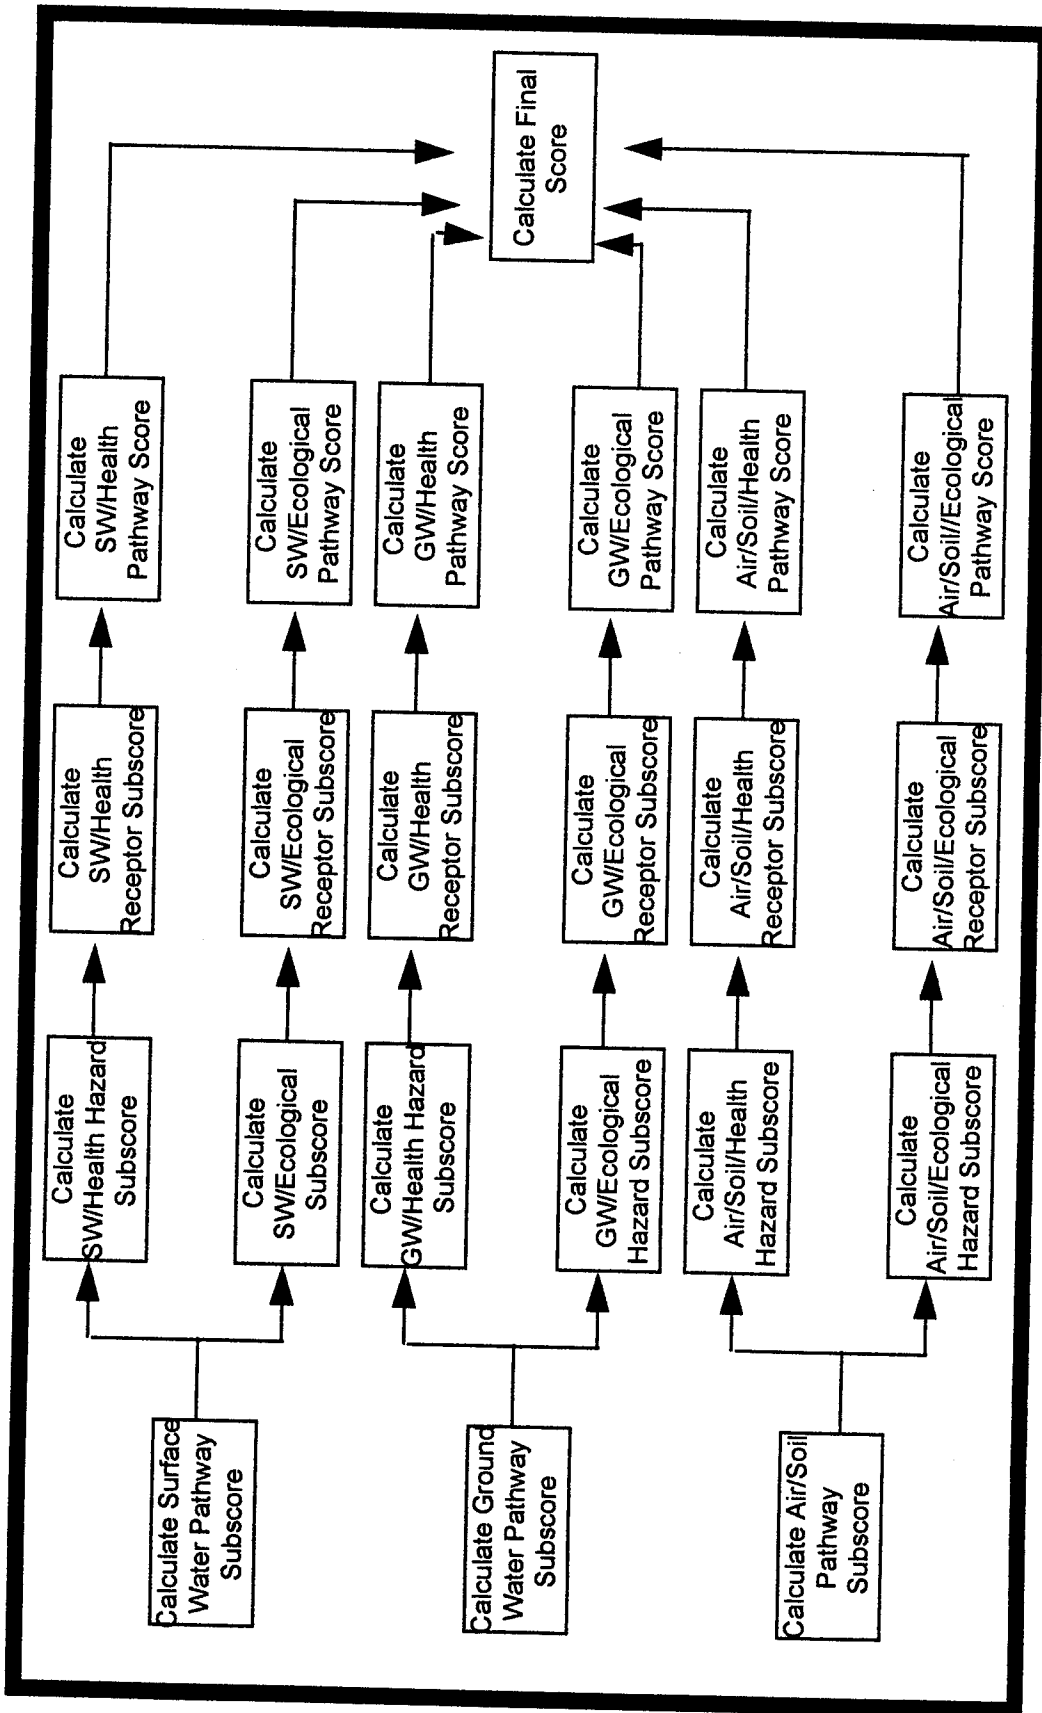 Calculate Surface
Water Pathway
Subscore
Calculate Ground
Water Pathway
Subscore
Calculate Air/Soil
Pathway
Subscore
Calculate
SW/Health Hazard
Subscore
Calculate
SW/Ecological
Subscore
Calculate
GW/Health Hazard
Subscore
Calculate
GW/Ecological
Hazard Subscore
Calculate
Air/Soil/Health
Hazard Subscore
Calculate
Air/Soil/Ecological
Hazard Subscore
Calculate
SW/Health
Receptor Subscore
Calculate
SW/Ecological
Receptor Subscore
Calculate
GW/Health
Receptor Subscore
Calculate
GW/Ecological
Receptor Subscore
Calculate
Air/Soil/Health
Receptor Subscore
Calculate
Air/Soil/Ecological
Receptor Subscore
Calculate
SW/Health
Pathway Score
Calculate
SW/Ecological
Pathway Score
Calculate
GW/Health
Pathway Score
Calculate
GW/Ecological
Pathway Score
Calculate
Air/Soil/Health
Pathway Score
Calculate
Air/Soil//Ecological
Pathway Score
Calculate Final
Score